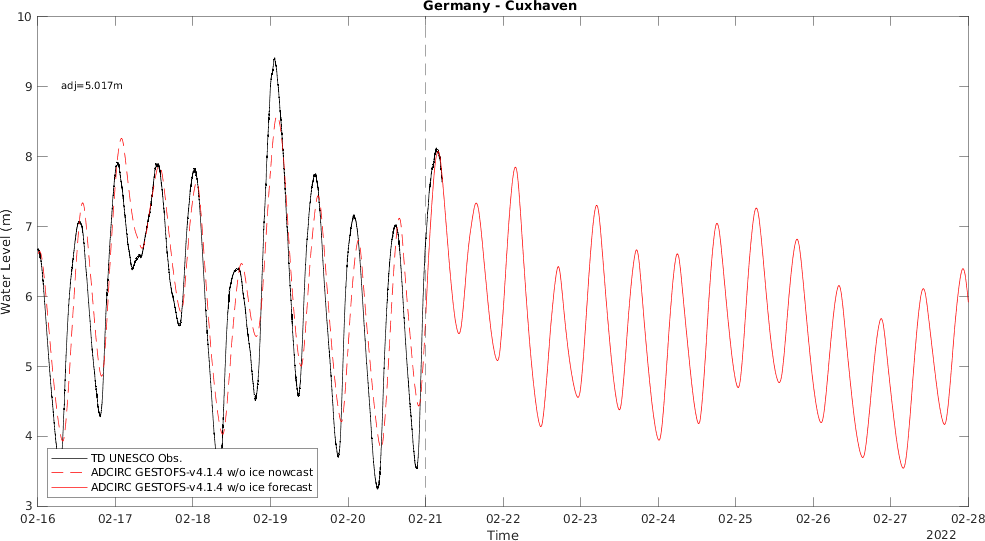 Germany - Cuxhaven
10
9
8
7
6
5
4
3
Water Level (m)
adj=5.017m
TD UNESCO Obs.
ADCIRC GESTOFS-v4.1.4 w/o ice nowcast
ADCIRC GESTOFS-v4.1.4 w/o ice forecast
02-16 02-17 02-18 02-19 02-20 02-21 02-22 02-23 02-24 02-25 02-26 02-27 02-28
Time
2022